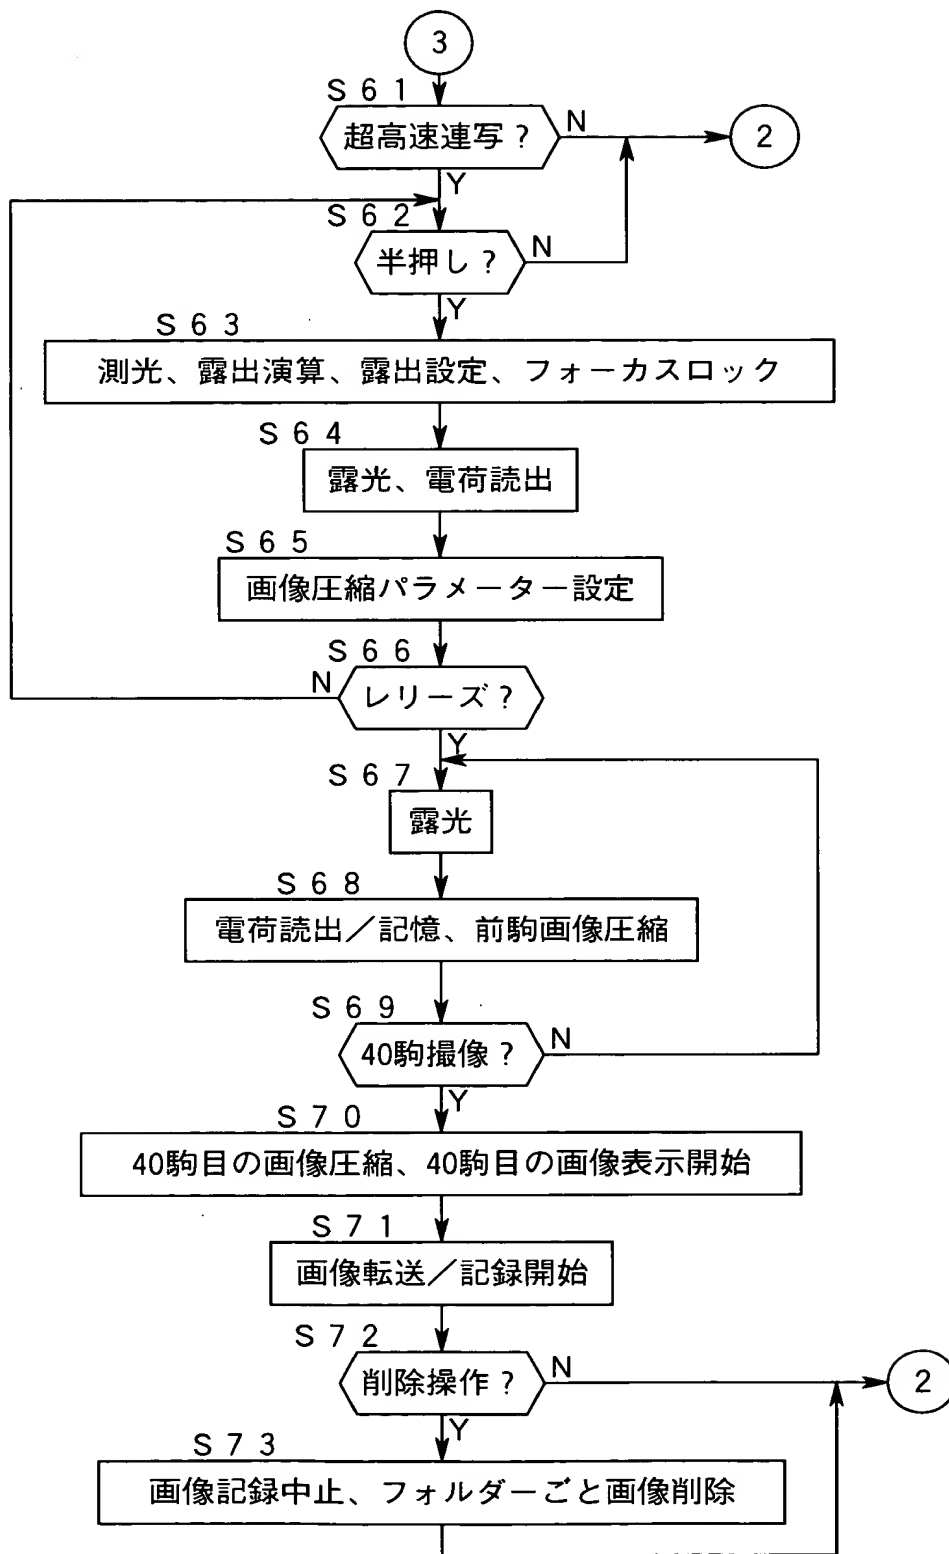 3
S61
超高速連写?
N
2
Y
S62
半押し?
N
Y
S63
測光、露出演算、露出設定、フォーカスロック
S64
露光、電荷読出
S65
画像圧縮パラメーター設定
S66
N
レリーズ?
Y
S67
露光
S68
電荷読出/記憶、前駒画像圧縮
S69
40駒撮像?
N
Y
S70
40駒目の画像圧縮、40駒目の画像表示開始
S71
画像転送/記録開始
S72
削除操作?
N
2
Y
S73
画像記録中止、フォルダーごと画像削除